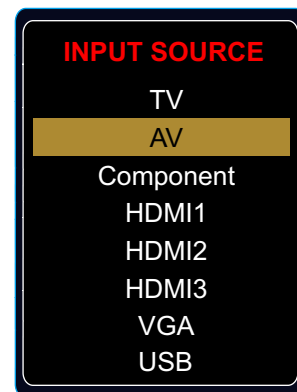 INPUT SOURCE
TV
AV
Component
HDMI1
HDMI2
HDMI3
VGA
USB